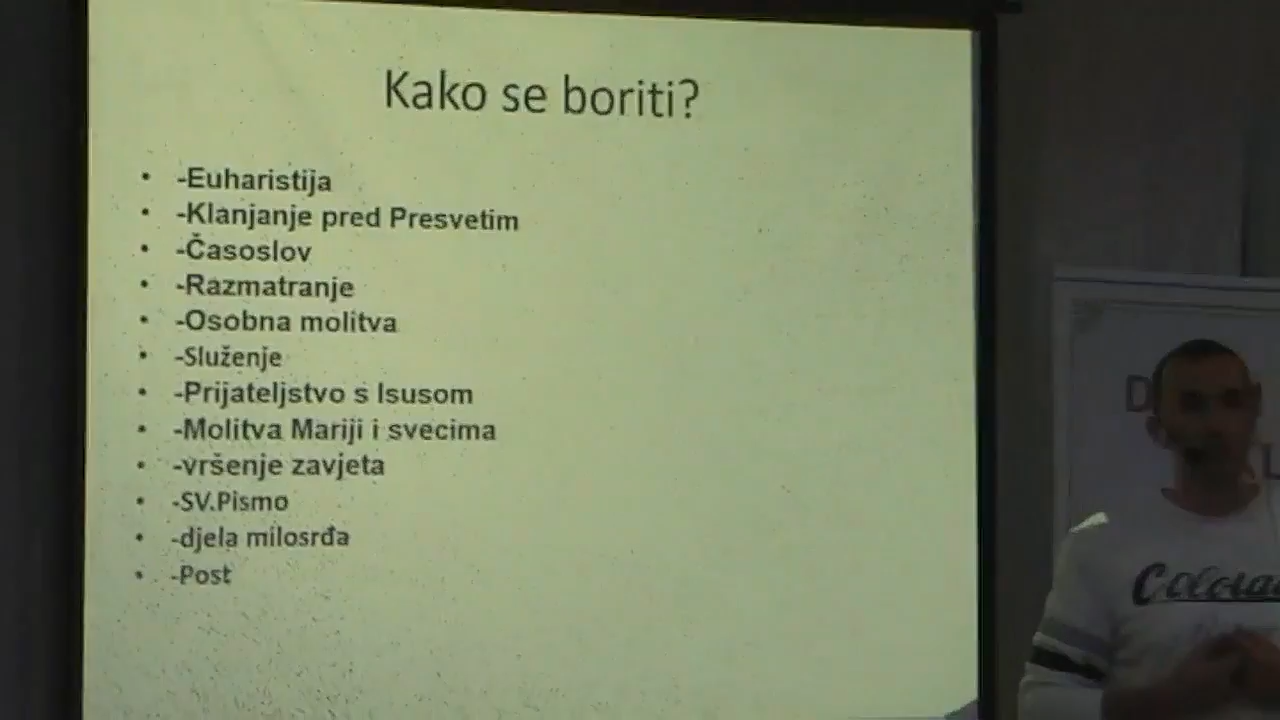 Kako se boriti?
• -Euharistija
• -Klanjanje pred Presvetim
• -Časoslov
• -Razmatranje
• -Osobna molitva
• -Služenje
• -Prijateljstvo s Isusom
• -Molitva Mariji i svecima
• -vršenje zavjeta
• -SV.Pismo
• -djela milosrđa
• -Post